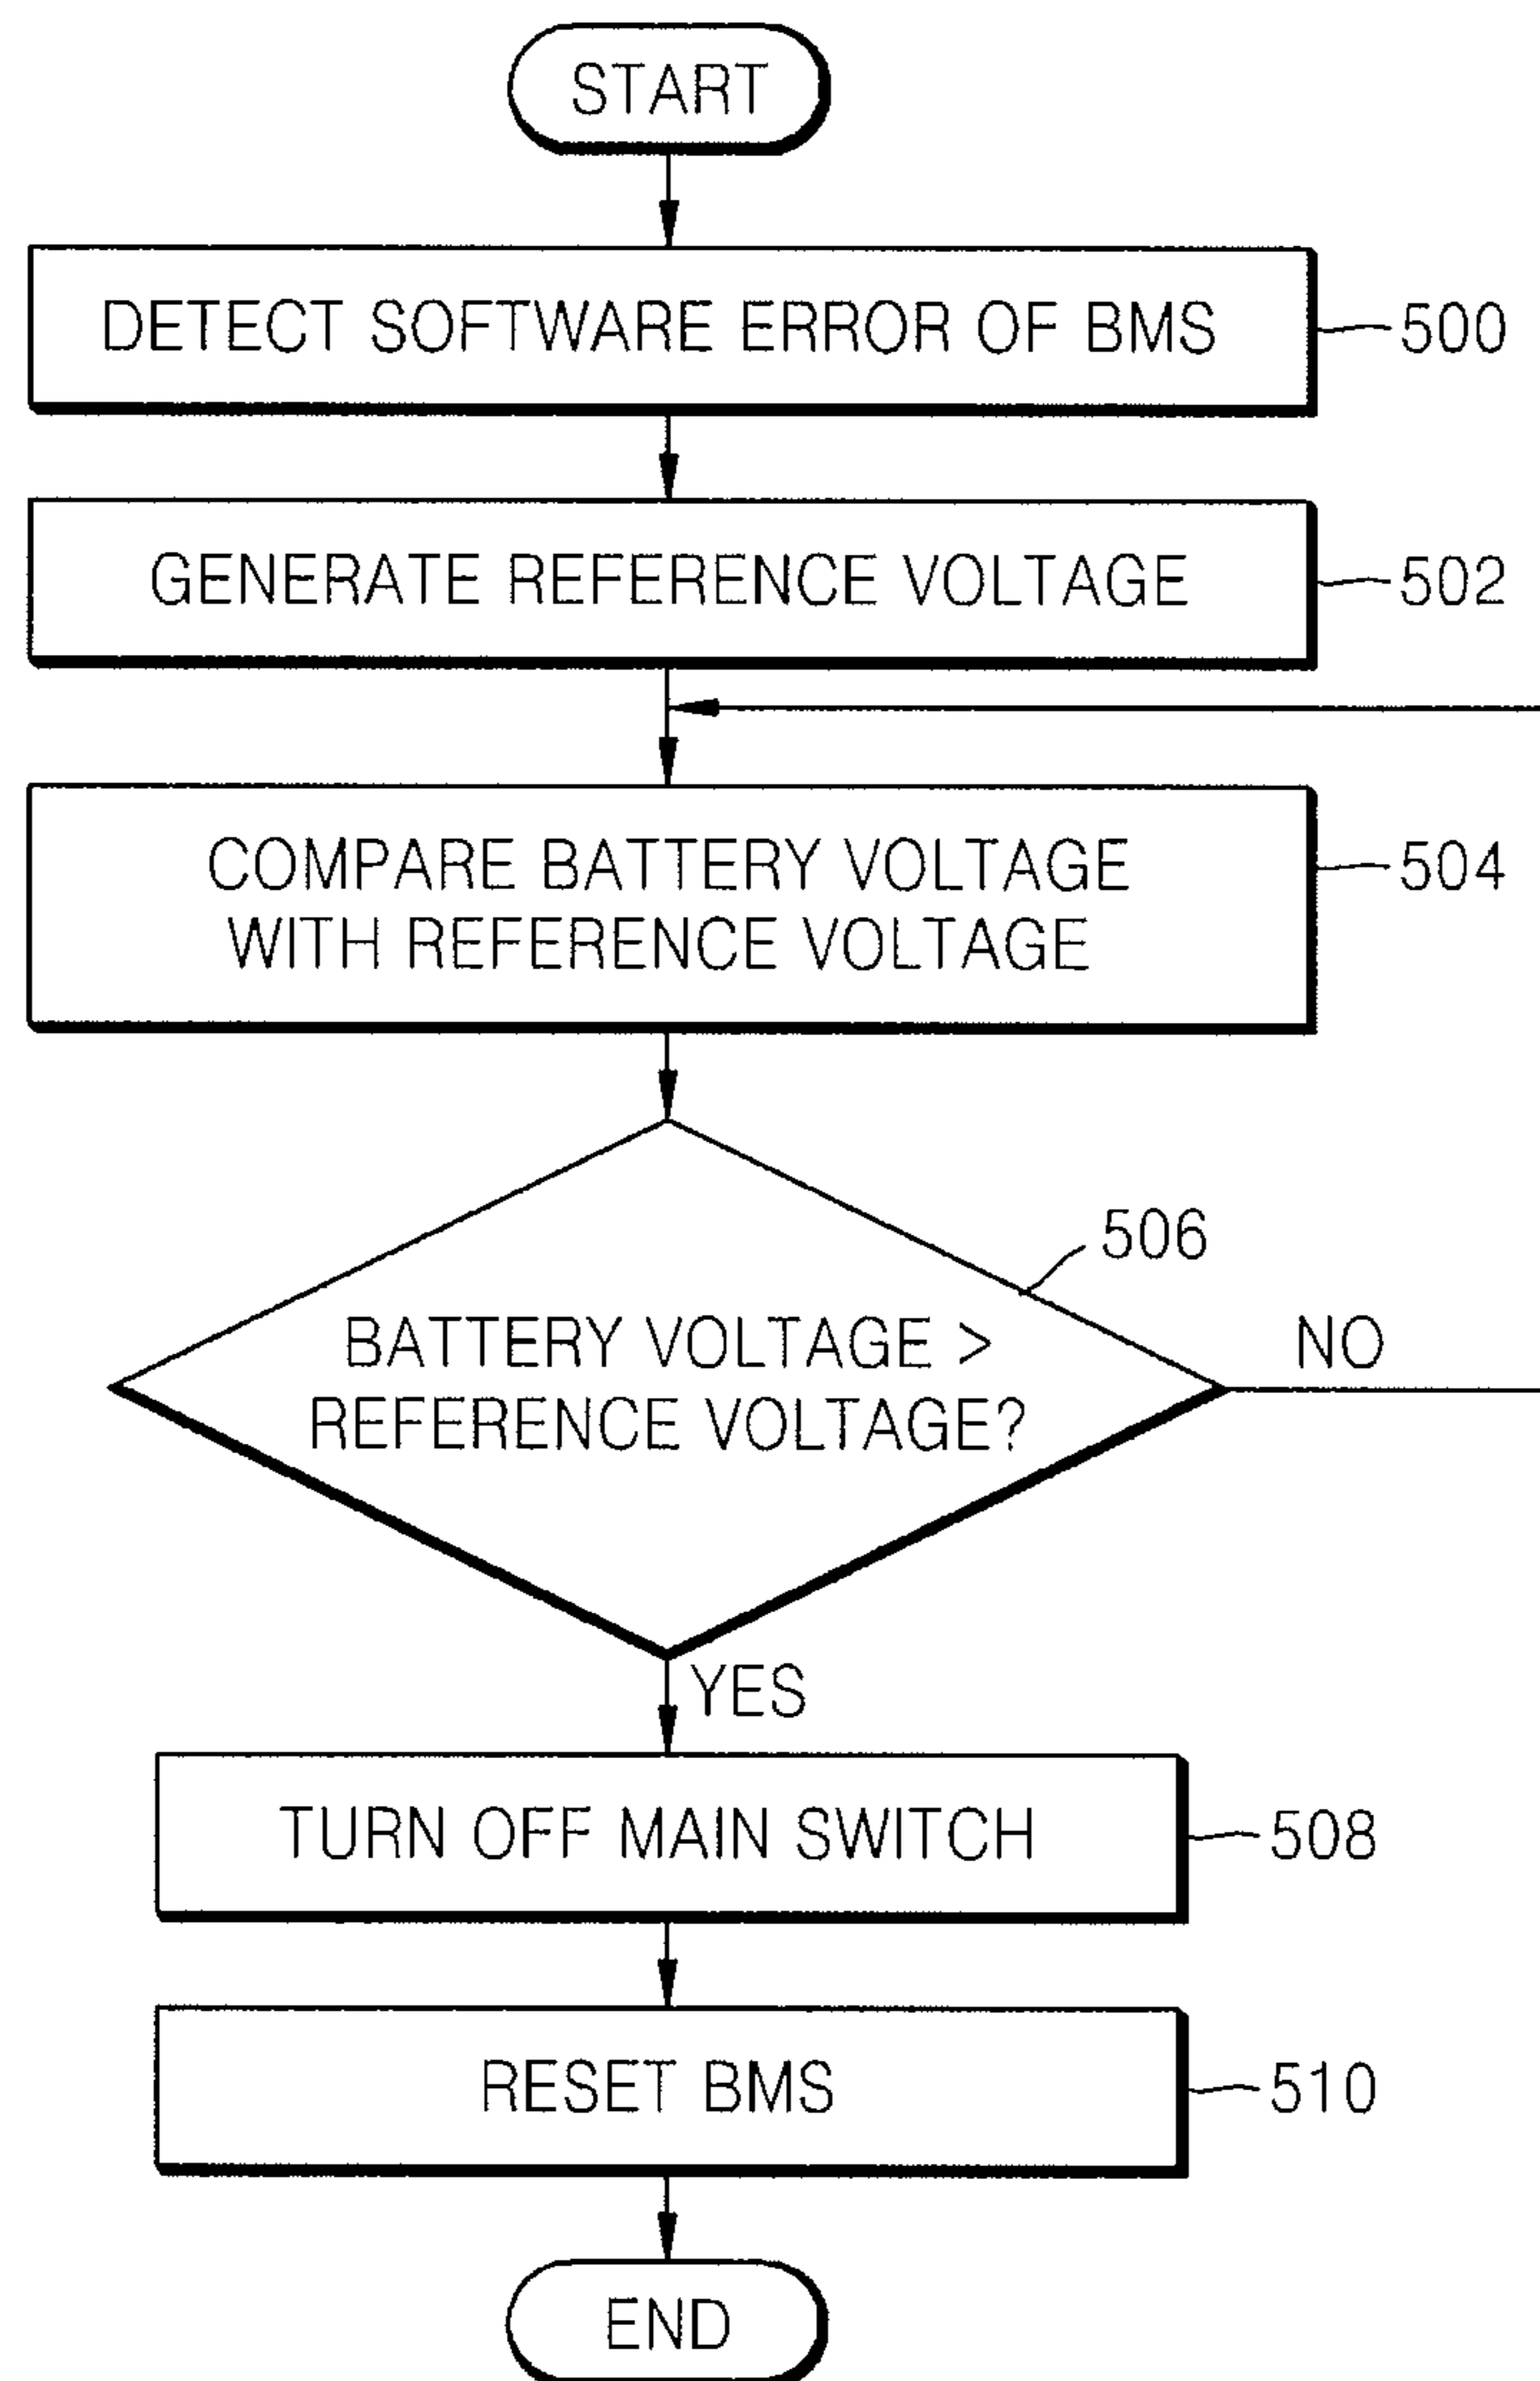 START
DETECT SOFTWARE ERROR OF BMS
500
GENERATE REFERENCE VOLTAGE
502
COMPARE BATTERY VOLTAGE
WITH REFERENCE VOLTAGE
504
506
BATTERY VOLTAGE >
REFERENCE VOLTAGE?
NO
YES
TURN OFF MAIN SWITCH
508
RESET BMS
510
END